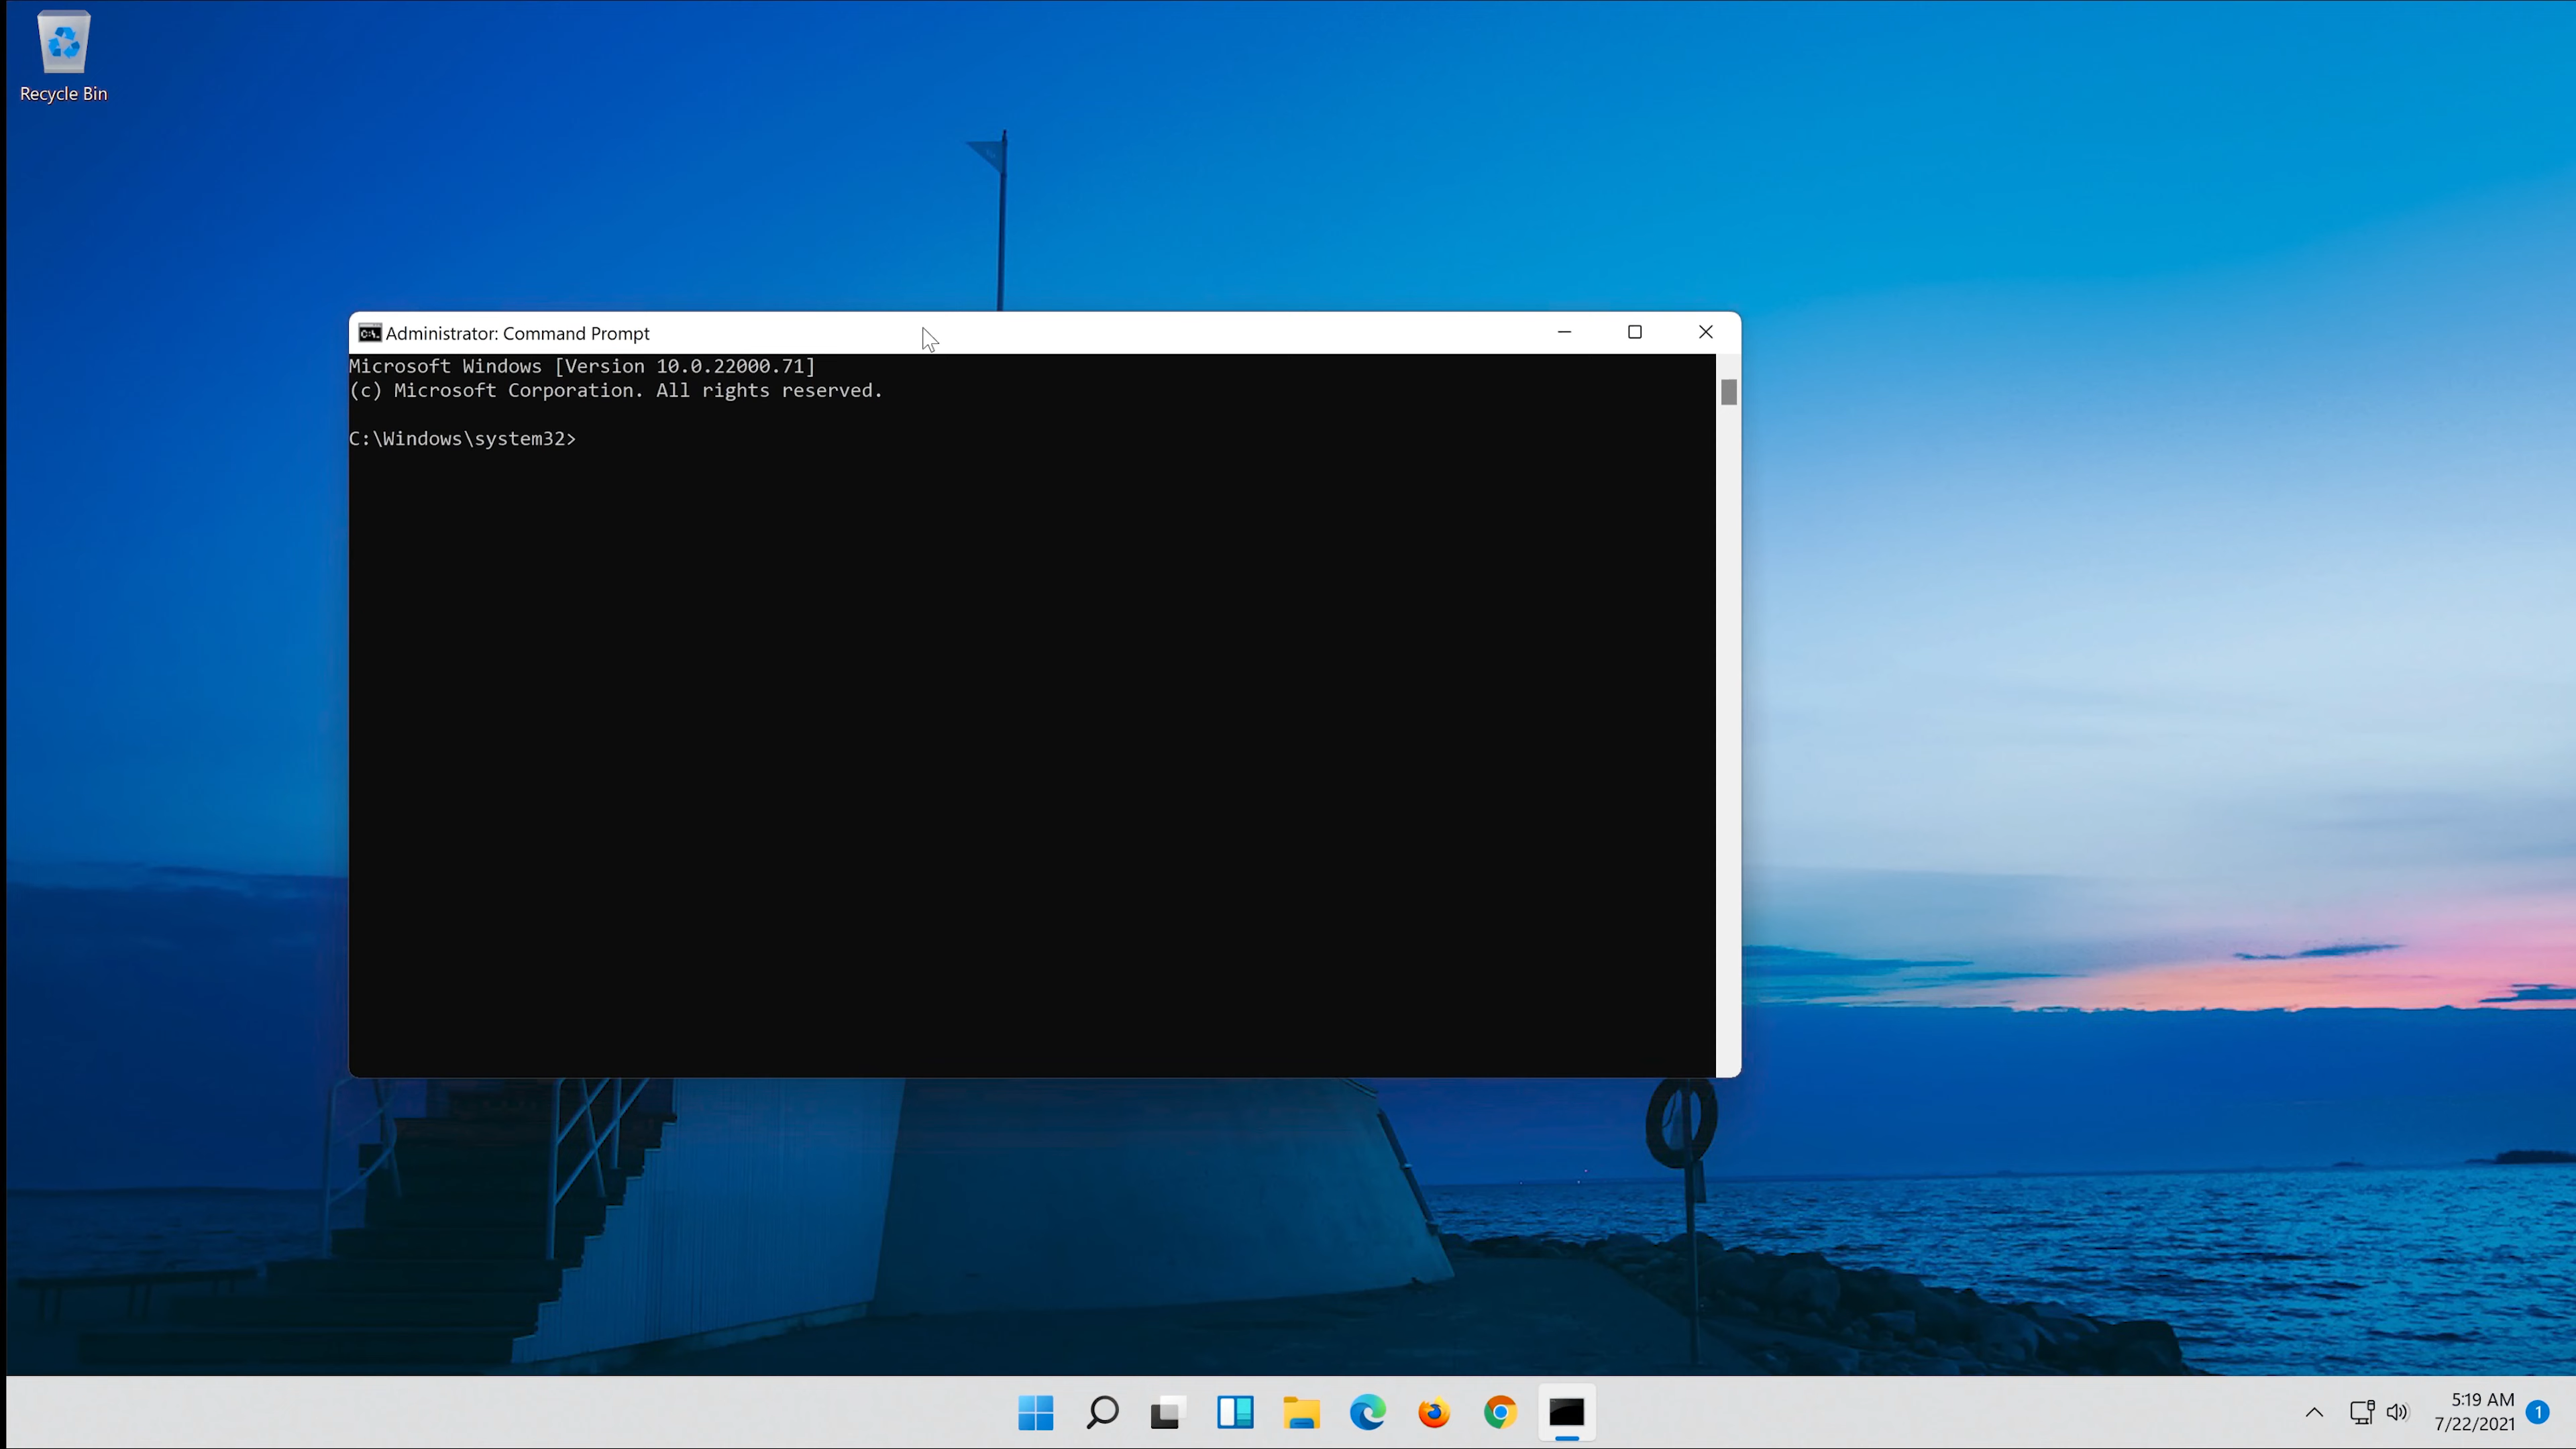 Recycle Bin
Administrator: Command Prompt
Microsoft Windows [Version 10.0.22000.71]
(c) Microsoft Corporation. All rights reserved.
C:\Windows\system32>
5:19 AM
7/22/2021
1